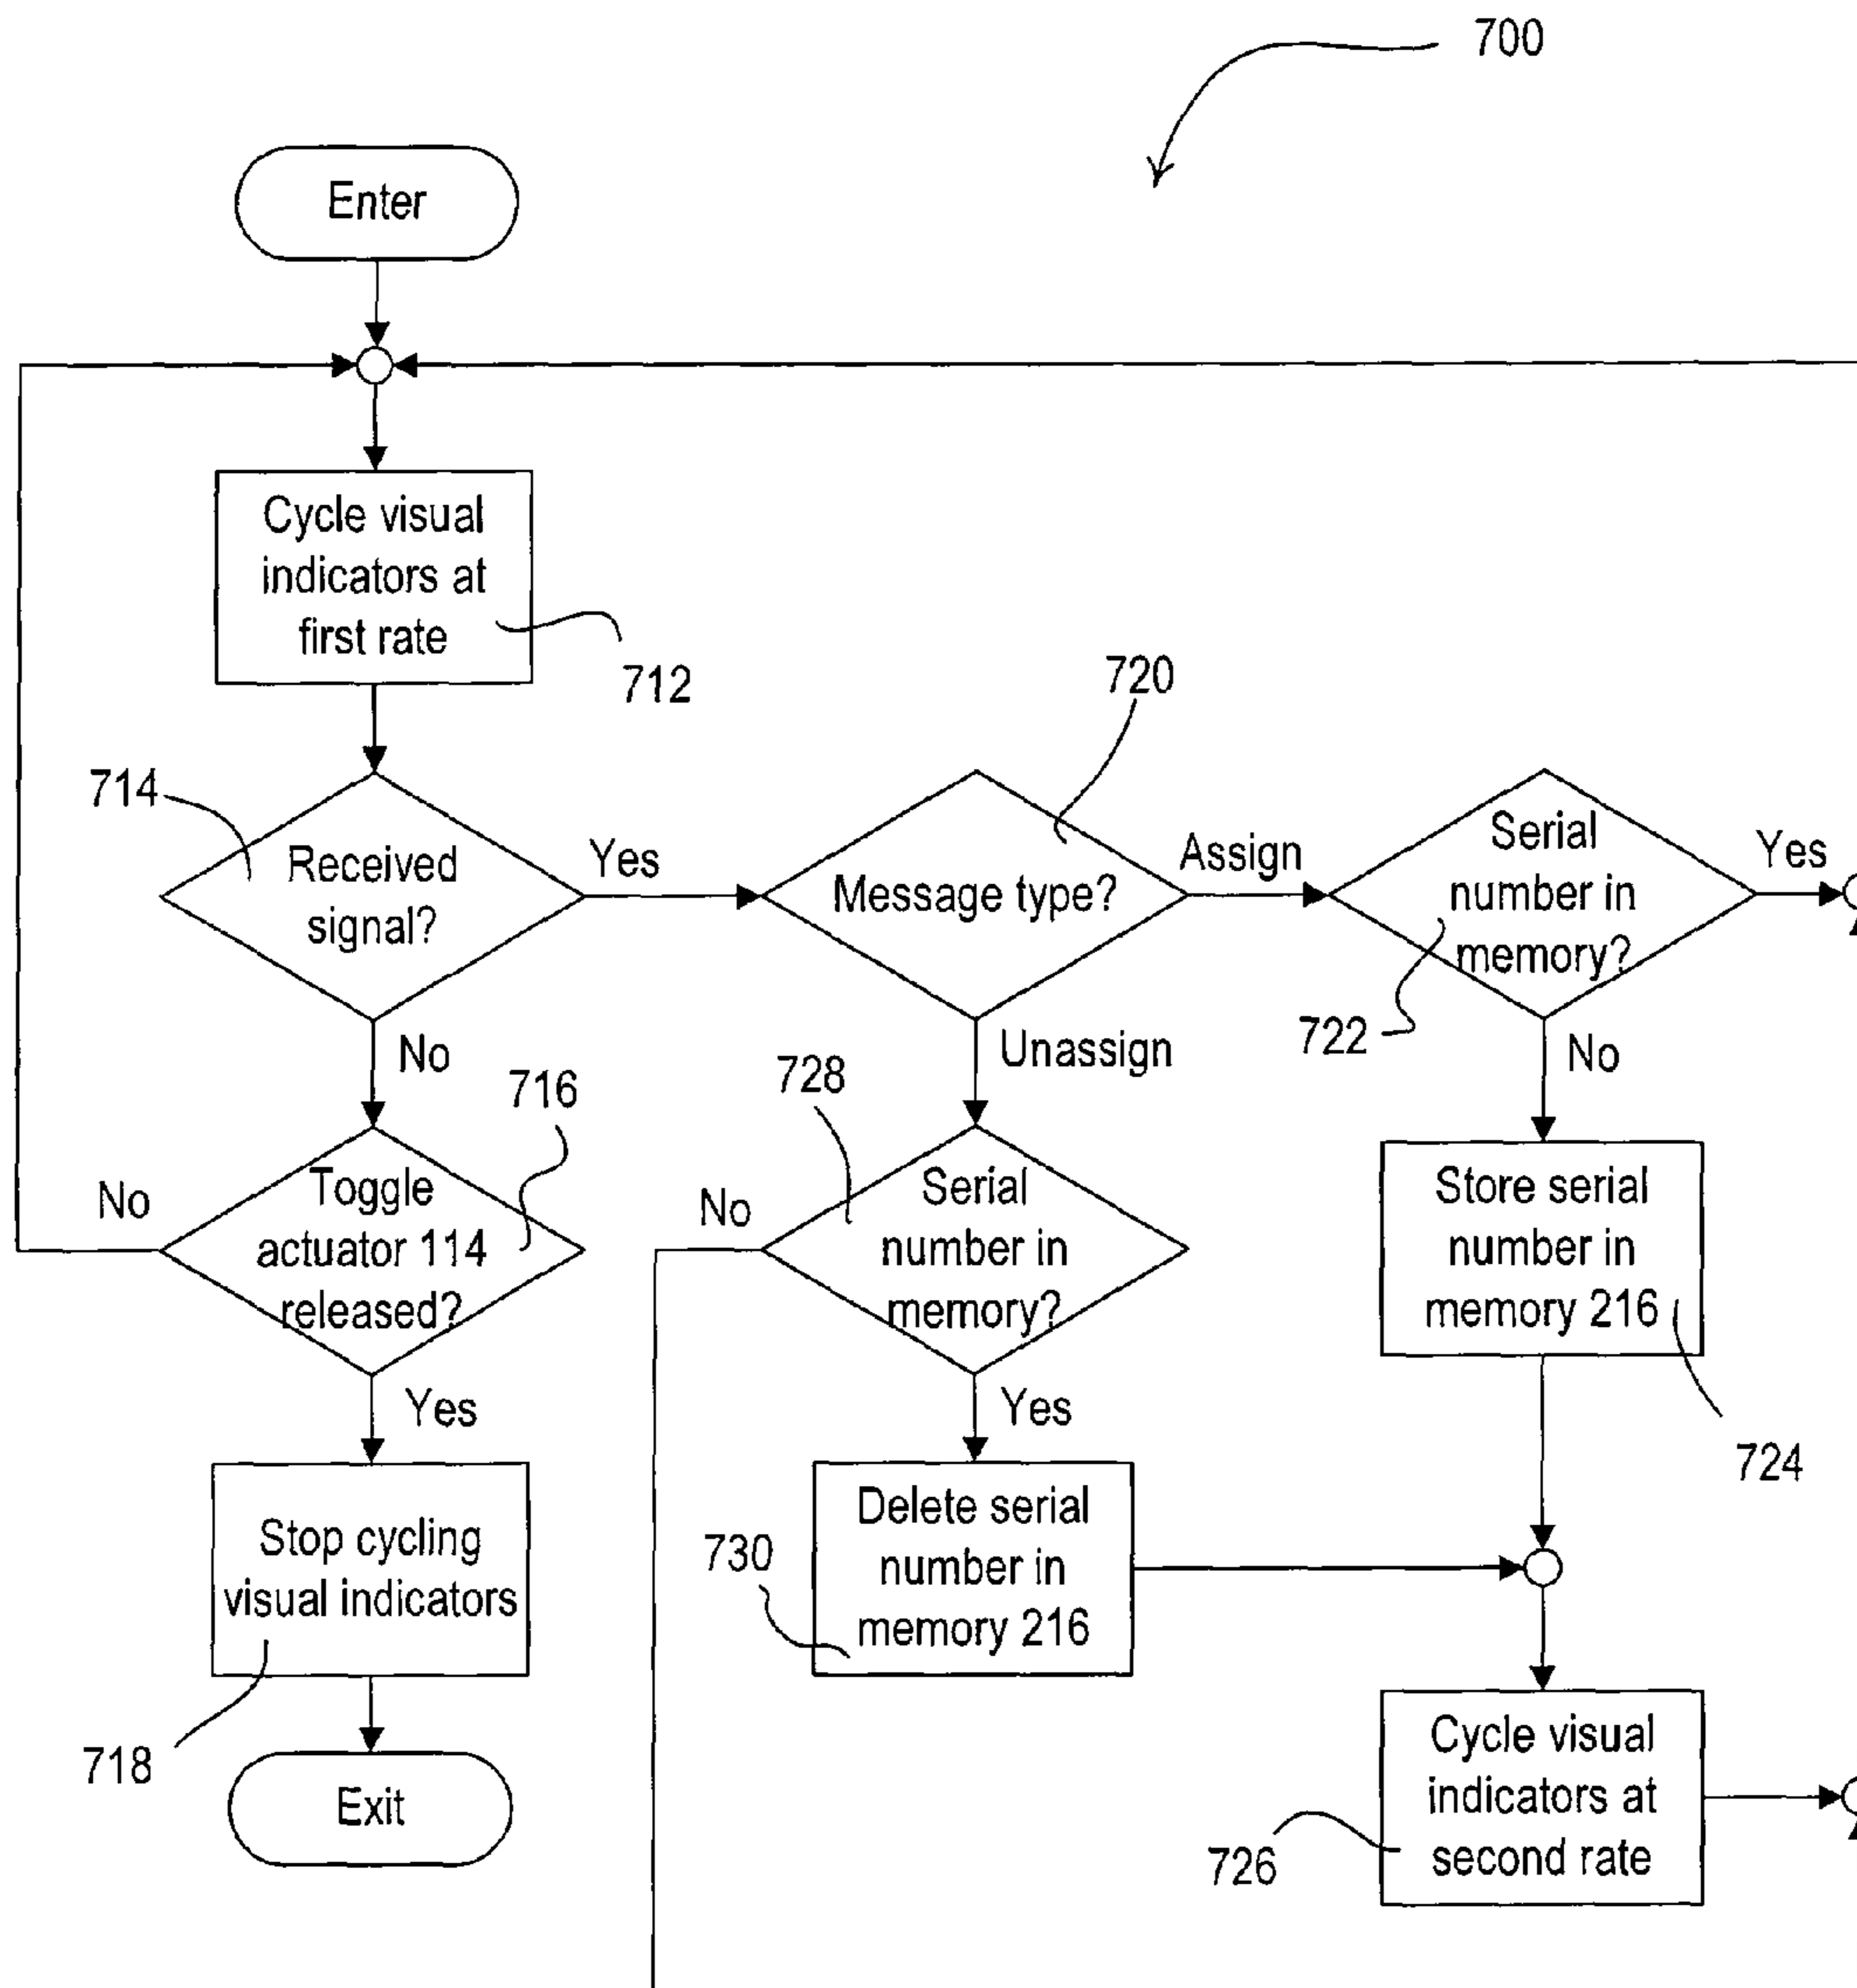 700
Enter
Cycle visual
indicators at
first rate
712
720
714
Received
signal?
Yes
Message type?
Assign
Serial
number in
memory?
Yes
722
No
Unassign
No
728
716
No
Toggle
actuator 114
released?
No
Serial
number in
memory?
Store serial
number in
memory 216
724
Yes
Yes
Stop cycling
visual indicators
718
730
Delete serial
number in
memory 216
Exit
Cycle visual
indicators at
second rate
726